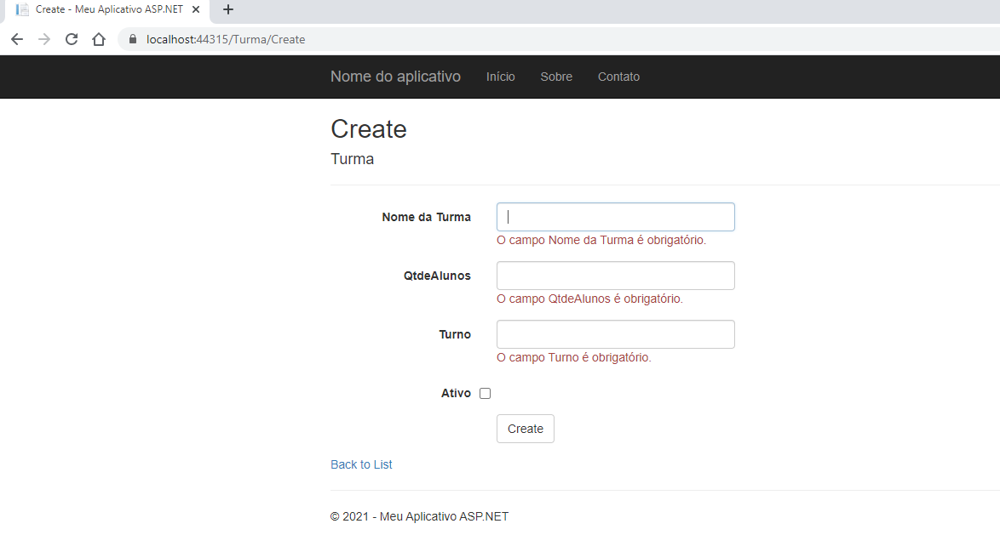 Create - Meu Aplicativo ASP.NET
localhost:44315/Turma/Create
Nome do aplicativo Início Sobre Contato
Create
Turma
Nome da Turma
O campo Nome da Turma é obrigatório.
QtdeAlunos
O campo QtdeAlunos é obrigatório.
Turno
O campo Turno é obrigatório.
Ativo
Create
Back to List
© 2021 - Meu Aplicativo ASP.NET